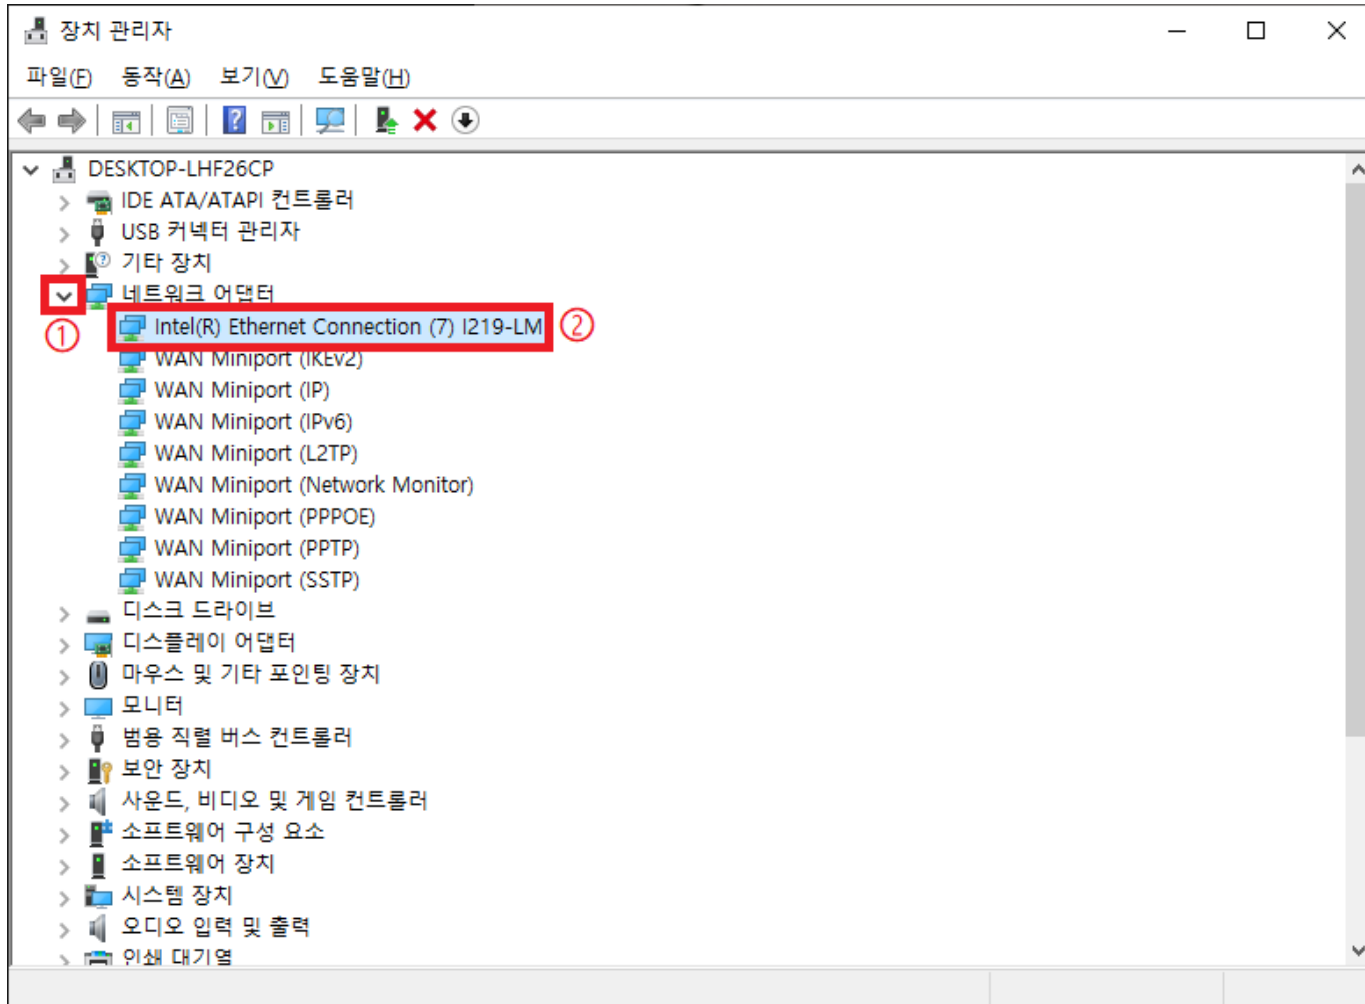 장치 관리자
파일(F) 동작(A) 보기(V) 도움말(H)
DESKTOP-LHF26CP
IDE ATA/ATAPI 컨트롤러
USB 커넥터 관리자
기타 장치
네트워크 어댑터
① Intel(R) Ethernet Connection (7) I219-LM ②
WAN Miniport (IKEv2)
WAN Miniport (IP)
WAN Miniport (IPv6)
WAN Miniport (L2TP)
WAN Miniport (Network Monitor)
WAN Miniport (PPPOE)
WAN Miniport (PPTP)
WAN Miniport (SSTP)
디스크 드라이브
디스플레이 어댑터
마우스 및 기타 포인팅 장치
모니터
범용 직렬 버스 컨트롤러
보안 장치
사운드, 비디오 및 게임 컨트롤러
소프트웨어 구성 요소
소프트웨어 장치
시스템 장치
오디오 입력 및 출력
인쇄 대기열